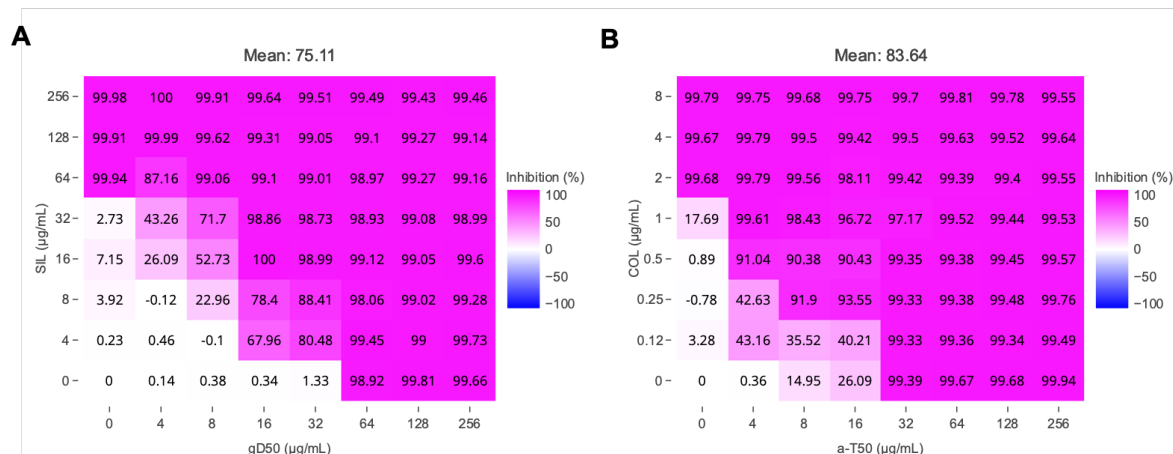 A
Mean: 75.11
256 99.98 100 99.91 99.64 99.51 99.49 99.43 99.46
128 99.91 99.99 99.62 99.31 99.05 99.1 99.27 99.14
64 99.94 87.16 99.06 99.1 99.01 98.97 99.27 99.16
32 2.73 43.26 71.7 98.86 98.73 98.93 99.08 98.99
16 7.15 26.09 52.73 100 98.99 99.12 99.05 99.6
8 3.92 -0.12 22.96 78.4 88.41 98.06 99.02 99.28
4 0.23 0.46 -0.1 67.96 80.48 99.45 99 99.73
0 0 0.14 0.38 0.34 1.33 98.92 99.81 99.66
0 4 8 16 32 64 128 256
SIL (µg/mL)
gD50 (µg/mL)
Inhibition (%)
100
50
0
−50
−100
B
Mean: 83.64
8 99.79 99.75 99.68 99.75 99.7 99.81 99.78 99.55
4 99.67 99.79 99.5 99.42 99.5 99.63 99.52 99.64
2 99.68 99.79 99.56 98.11 99.42 99.39 99.4 99.55
1 17.69 99.61 98.43 96.72 97.17 99.52 99.44 99.53
0.5 0.89 91.04 90.38 90.43 99.35 99.38 99.45 99.57
0.25 -0.78 42.63 91.9 93.55 99.33 99.38 99.48 99.76
0.12 3.28 43.16 35.52 40.21 99.33 99.36 99.34 99.49
0 0 0.36 14.95 26.09 99.39 99.67 99.68 99.94
0 4 8 16 32 64 128 256
COL (µg/mL)
a-T50 (µg/mL)
Inhibition (%)
100
50
0
−50
−100